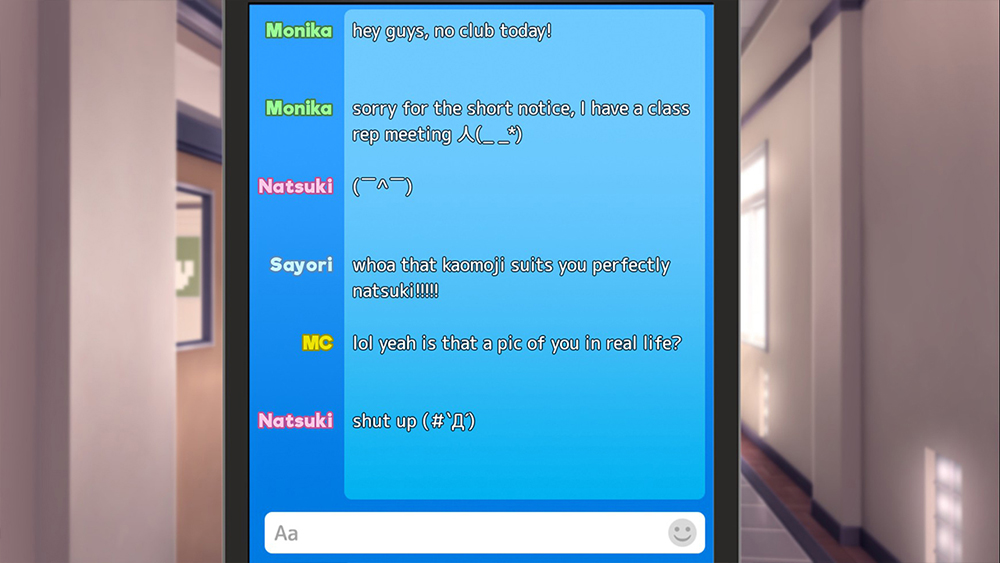 Monika hey guys, no club today!
Monika sorry for the short notice, I have a class
rep meeting 人(_ _*)
Natsuki (￣^￣)
Sayori whoa that kaomoji suits you perfectly
natsuki!!!!!
MC lol yeah is that a pic of you in real life?
Natsuki shut up (#`Д´)
Aa